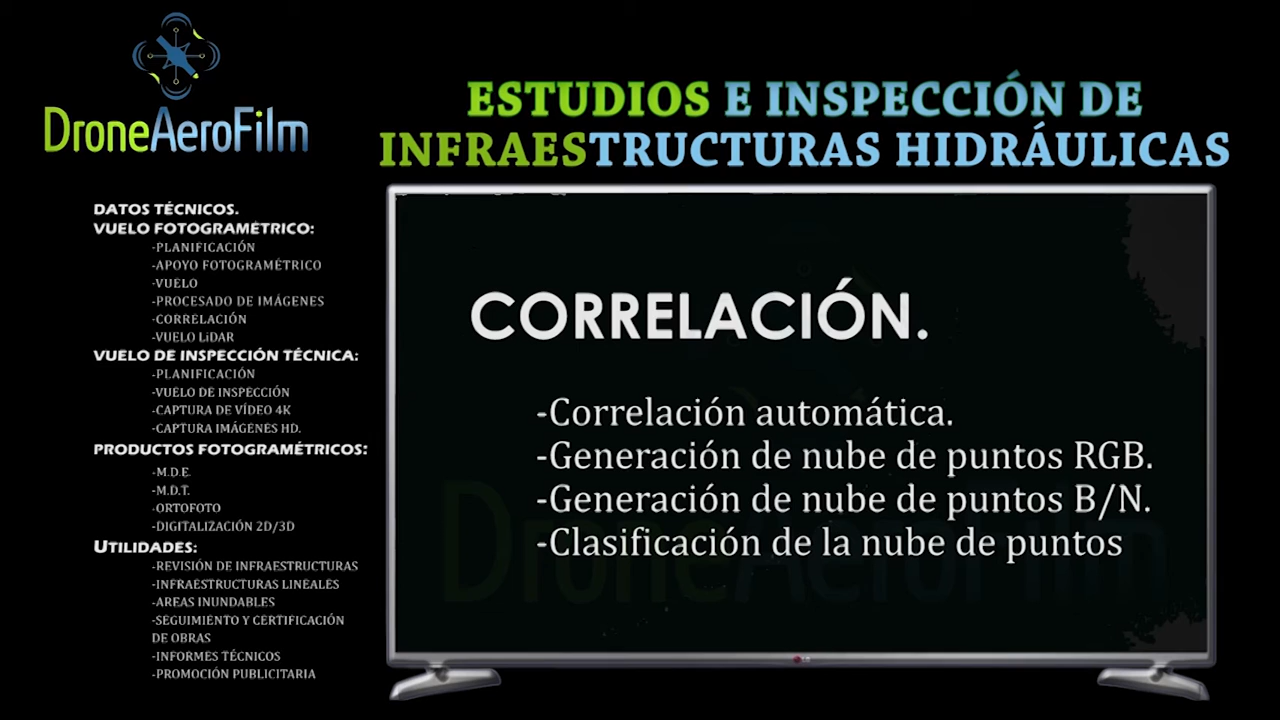 DroneAeroFilm
ESTUDIOS E INSPECCIÓN DE
INFRAESTRUCTURAS HIDRÁULICAS
DATOS TÉCNICOS.
VUELO FOTOGRAMÉTRICO:
-PLANIFICACIÓN
-APOYO FOTOGRAMÉTRICO
-VUELO
-PROCESADO DE IMÁGENES
-CORRELACIÓN
-VUELO LiDAR
VUELO DE INSPECCIÓN TÉCNICA:
-PLANIFICACIÓN
-VUELO DE INSPECCIÓN
-CAPTURA DE VÍDEO 4K
-CAPTURA IMÁGENES HD.
PRODUCTOS FOTOGRAMÉTRICOS:
-M.D.E.
-M.D.T.
-ORTOFOTO
-DIGITALIZACIÓN 2D/3D
UTILIDADES:
-REVISIÓN DE INFRAESTRUCTURAS
-INFRAESTRUCTURAS LINEALES
-AREAS INUNDABLES
-SEGUIMIENTO Y CERTIFICACIÓN
DE OBRAS
-INFORMES TÉCNICOS
-PROMOCIÓN PUBLICITARIA
CORRELACIÓN.
-Correlación automática.
-Generación de nube de puntos RGB.
-Generación de nube de puntos B/N.
-Clasificación de la nube de puntos
DroneAeroFilm
LG